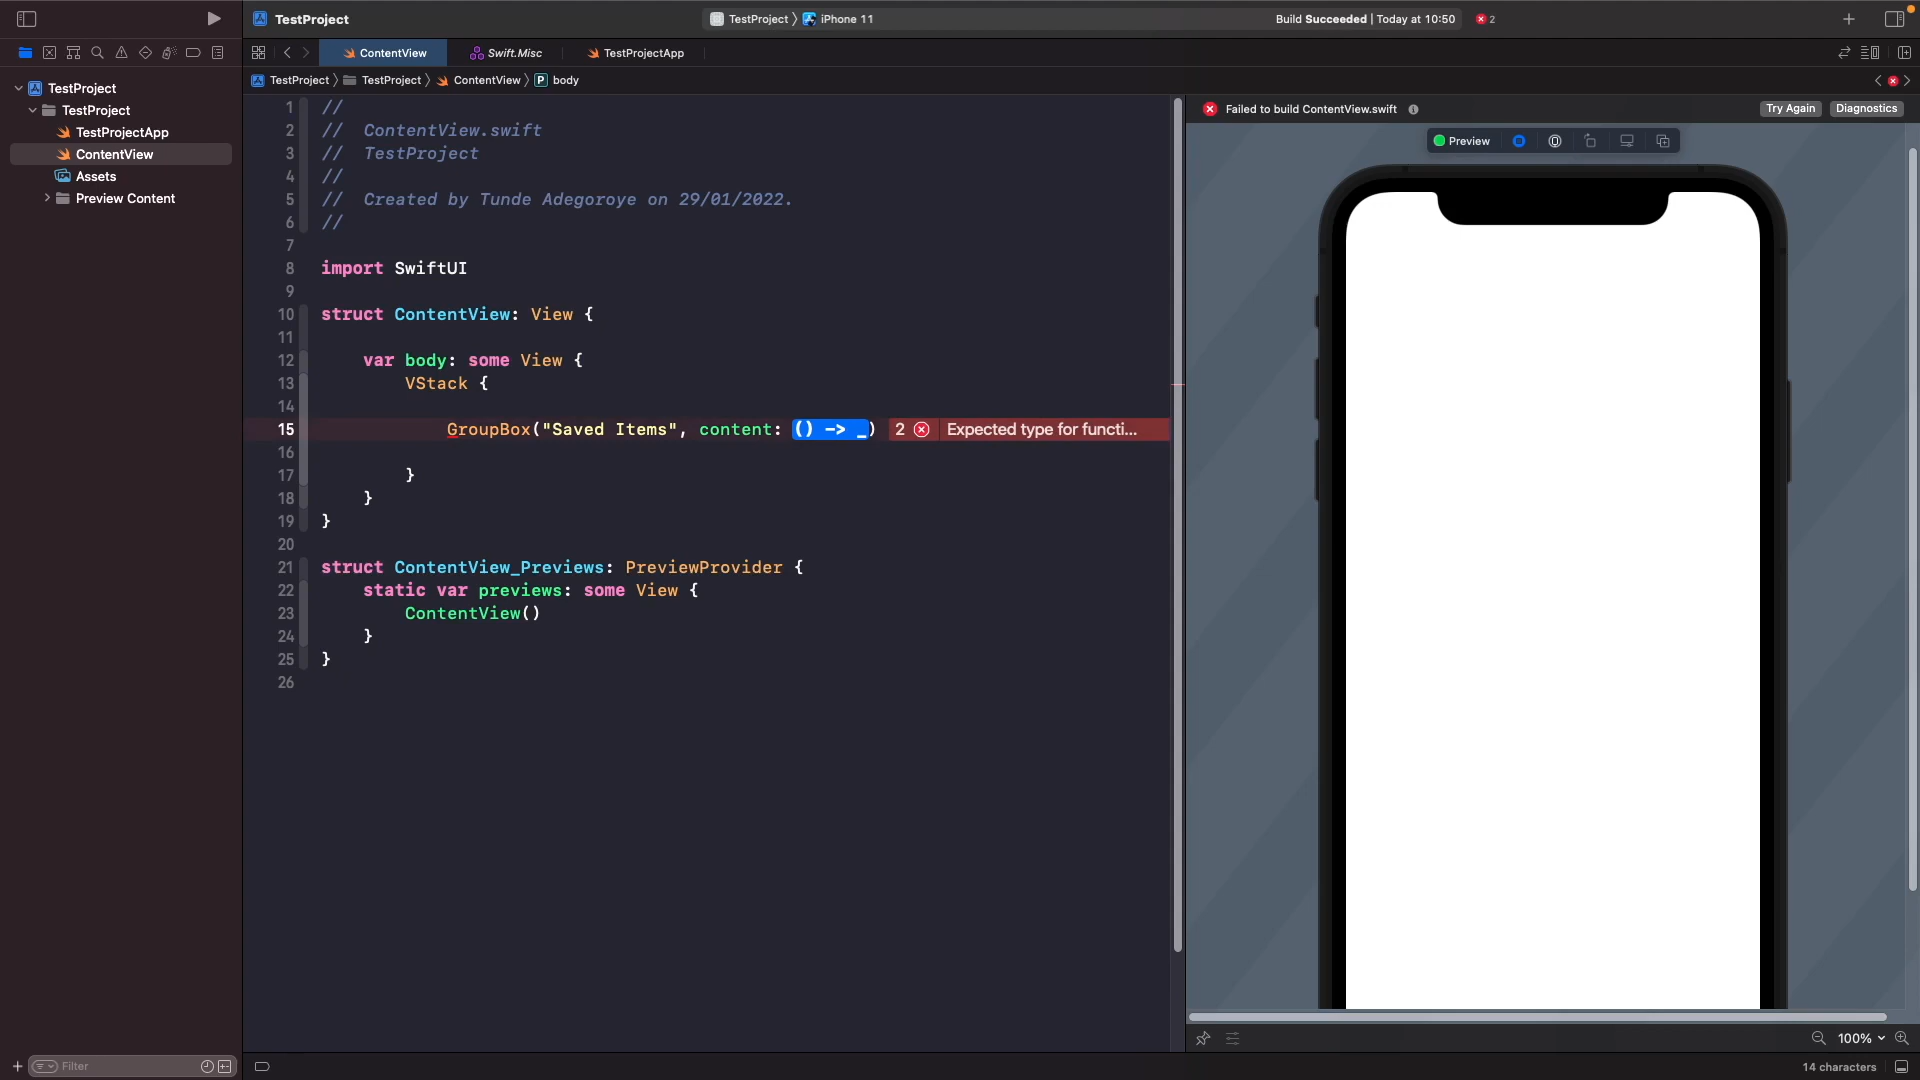 TestProject
TestProject
iPhone 11
Build Succeeded | Today at 10:50
2
ContentView
Swift.Misc
TestProjectApp
TestProject
TestProject
ContentView
P
body
TestProject
TestProject
TestProjectApp
ContentView
Assets
Preview Content
1 //
2 //  ContentView.swift
3 //  TestProject
4 //
5 //  Created by Tunde Adegoroye on 29/01/2022.
6 //
7
8 import SwiftUI
9
10 struct ContentView: View {
11
12     var body: some View {
13         VStack {
14
15             GroupBox("Saved Items", content: () -> _) 2 Expected type for functi...
16
17         }
18     }
19 }
20
21 struct ContentView_Previews: PreviewProvider {
22     static var previews: some View {
23         ContentView()
24     }
25 }
26
Failed to build ContentView.swift
Try Again
Diagnostics
Preview
100%
Filter
14 characters